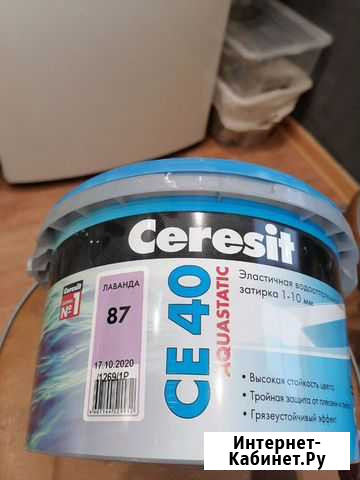 Ceresit
CE 40
AQUASTATIC
Эластичная
затирка 1-10 мм
Ceresit
№1
ЛАВАНДА
87
17.10.2020
/1269/1P
• Высокая стойкость цвета
• Тройная защита от плесени и
• Грязеустойчивый эффект
Интернет-
Кабинет.Ру